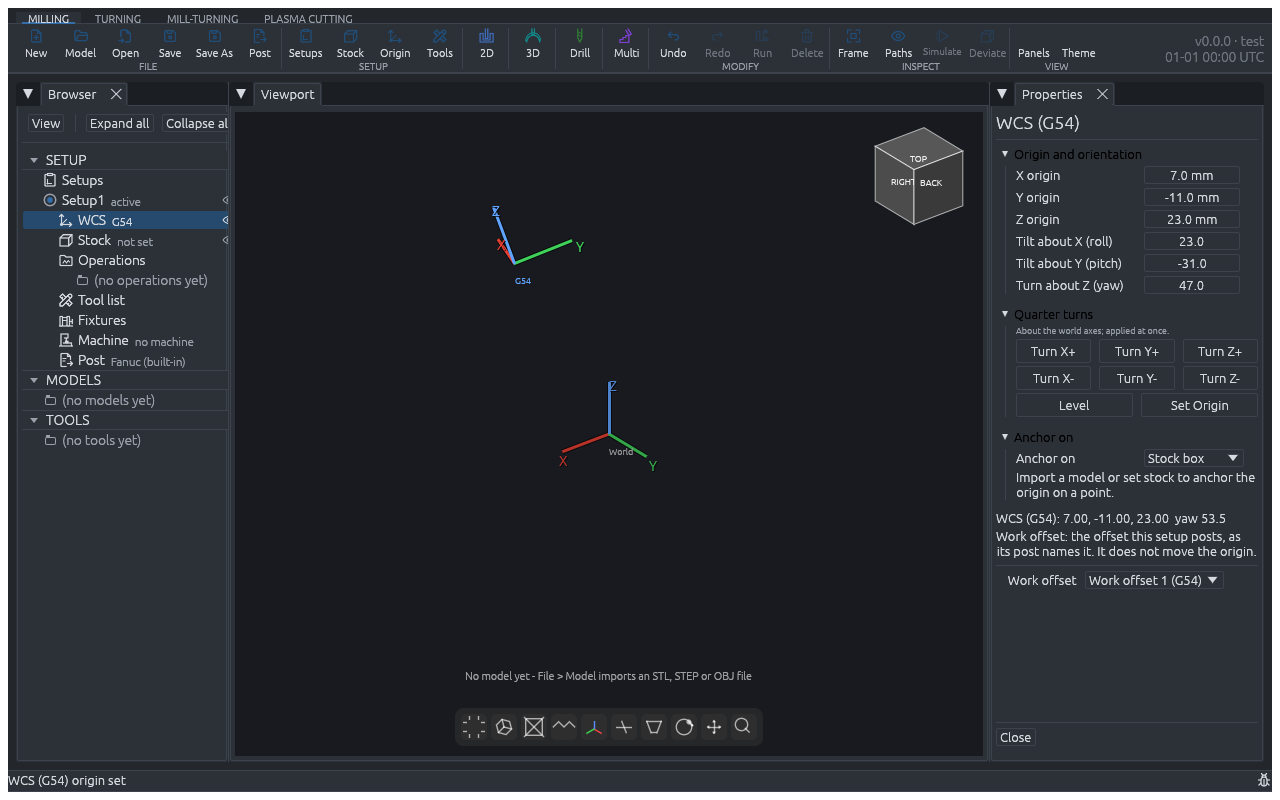 MILLING TURNING MILL-TURNING PLASMA CUTTING
New Model Open Save Save As Post Setups Stock Origin Tools 2D 3D Drill Multi Undo Redo Run Delete Frame Paths Simulate Deviate Panels Theme
FILE SETUP MODIFY INSPECT VIEW
v0.0.0 · test
01-01 00:00 UTC
Browser
View Expand all Collapse al
SETUP
Setups
Setup1 active
WCS G54
Stock not set
Operations
(no operations yet)
Tool list
Fixtures
Machine no machine
Post Fanuc (built-in)
MODELS
(no models yet)
TOOLS
(no tools yet)
Viewport
TOP
RIGHT BACK
Z
X Y
G54
Z
World
X Y
No model yet - File > Model imports an STL, STEP or OBJ file
Properties
WCS (G54)
Origin and orientation
X origin 7.0 mm
Y origin -11.0 mm
Z origin 23.0 mm
Tilt about X (roll) 23.0
Tilt about Y (pitch) -31.0
Turn about Z (yaw) 47.0
Quarter turns
About the world axes; applied at once.
Turn X+ Turn Y+ Turn Z+
Turn X- Turn Y- Turn Z-
Level Set Origin
Anchor on
Anchor on Stock box
Import a model or set stock to anchor the
origin on a point.
WCS (G54): 7.00, -11.00, 23.00 yaw 53.5
Work offset: the offset this setup posts, as
its post names it. It does not move the origin.
Work offset Work offset 1 (G54)
Close
WCS (G54) origin set